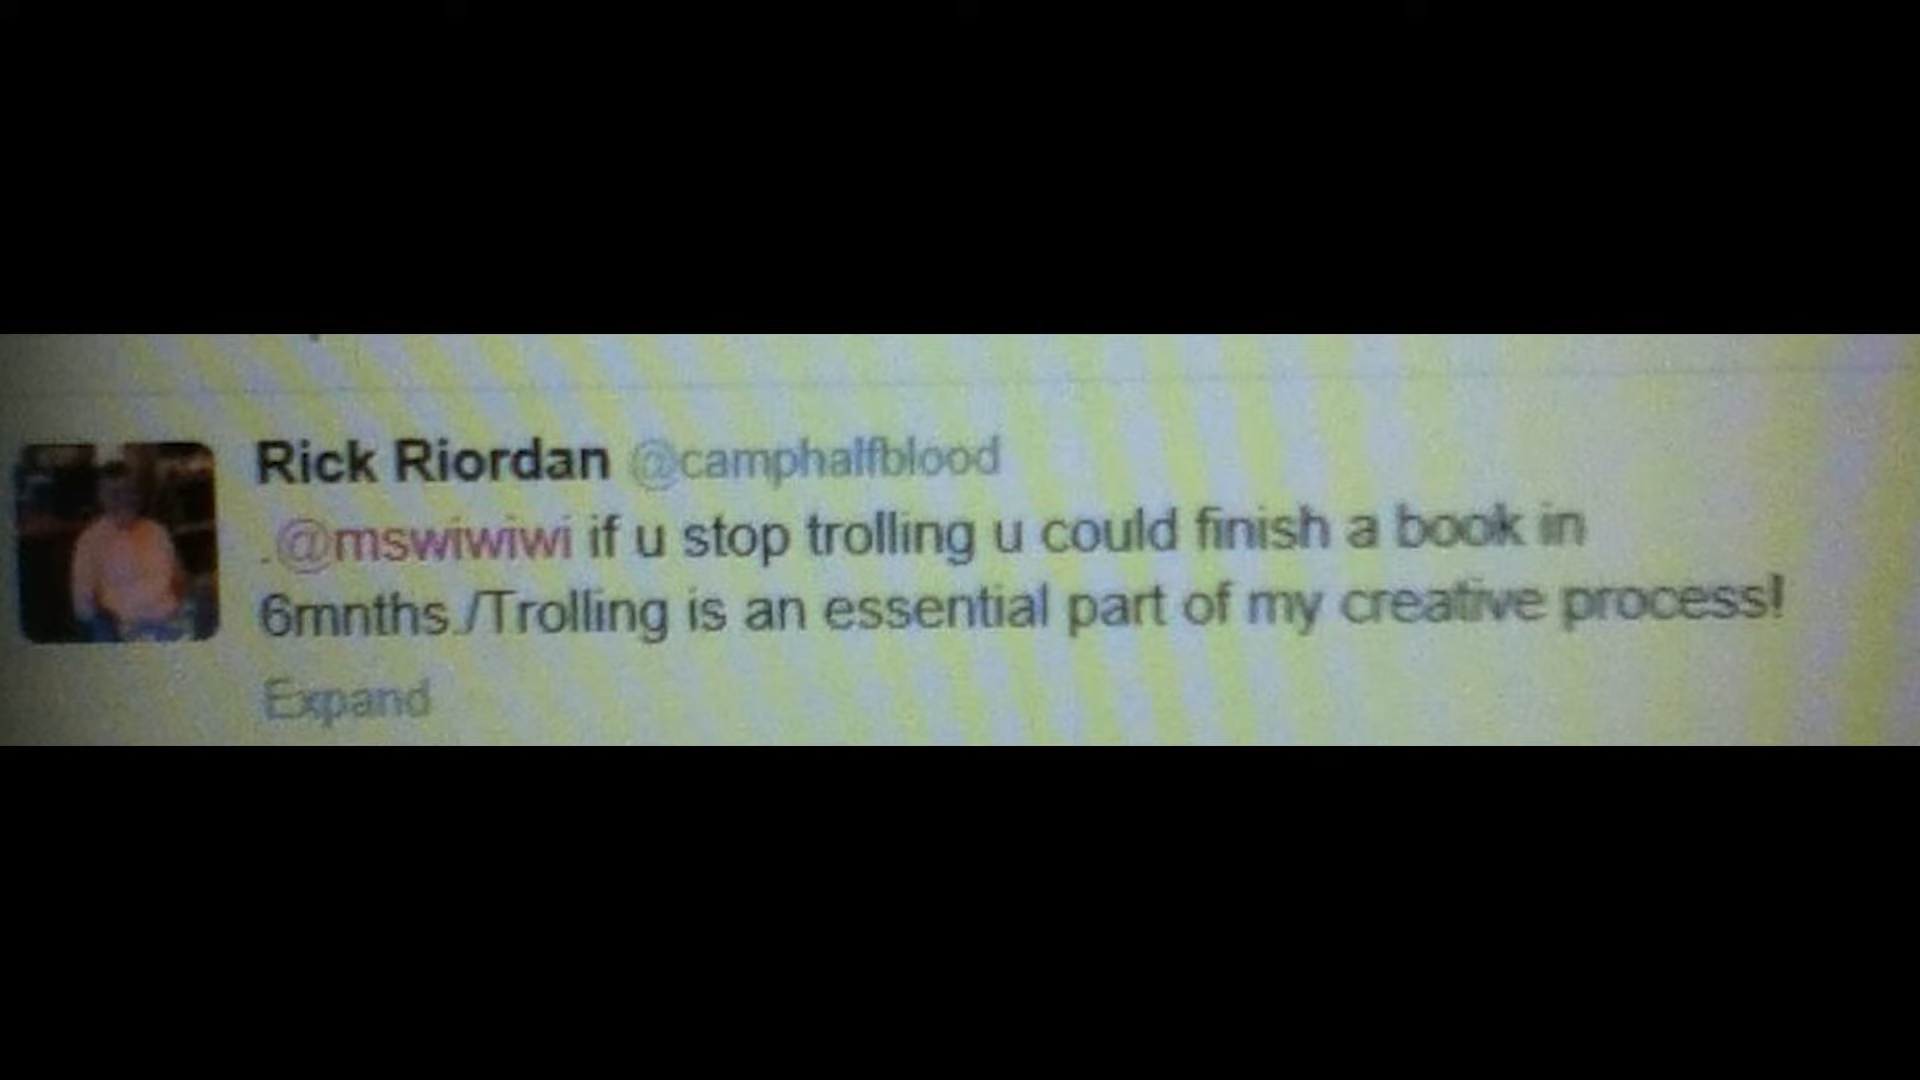 Rick Riordan @camphalfblood
.@mswiwiwi if u stop trolling u could finish a book in
6mnths./Trolling is an essential part of my creative process!
Expand